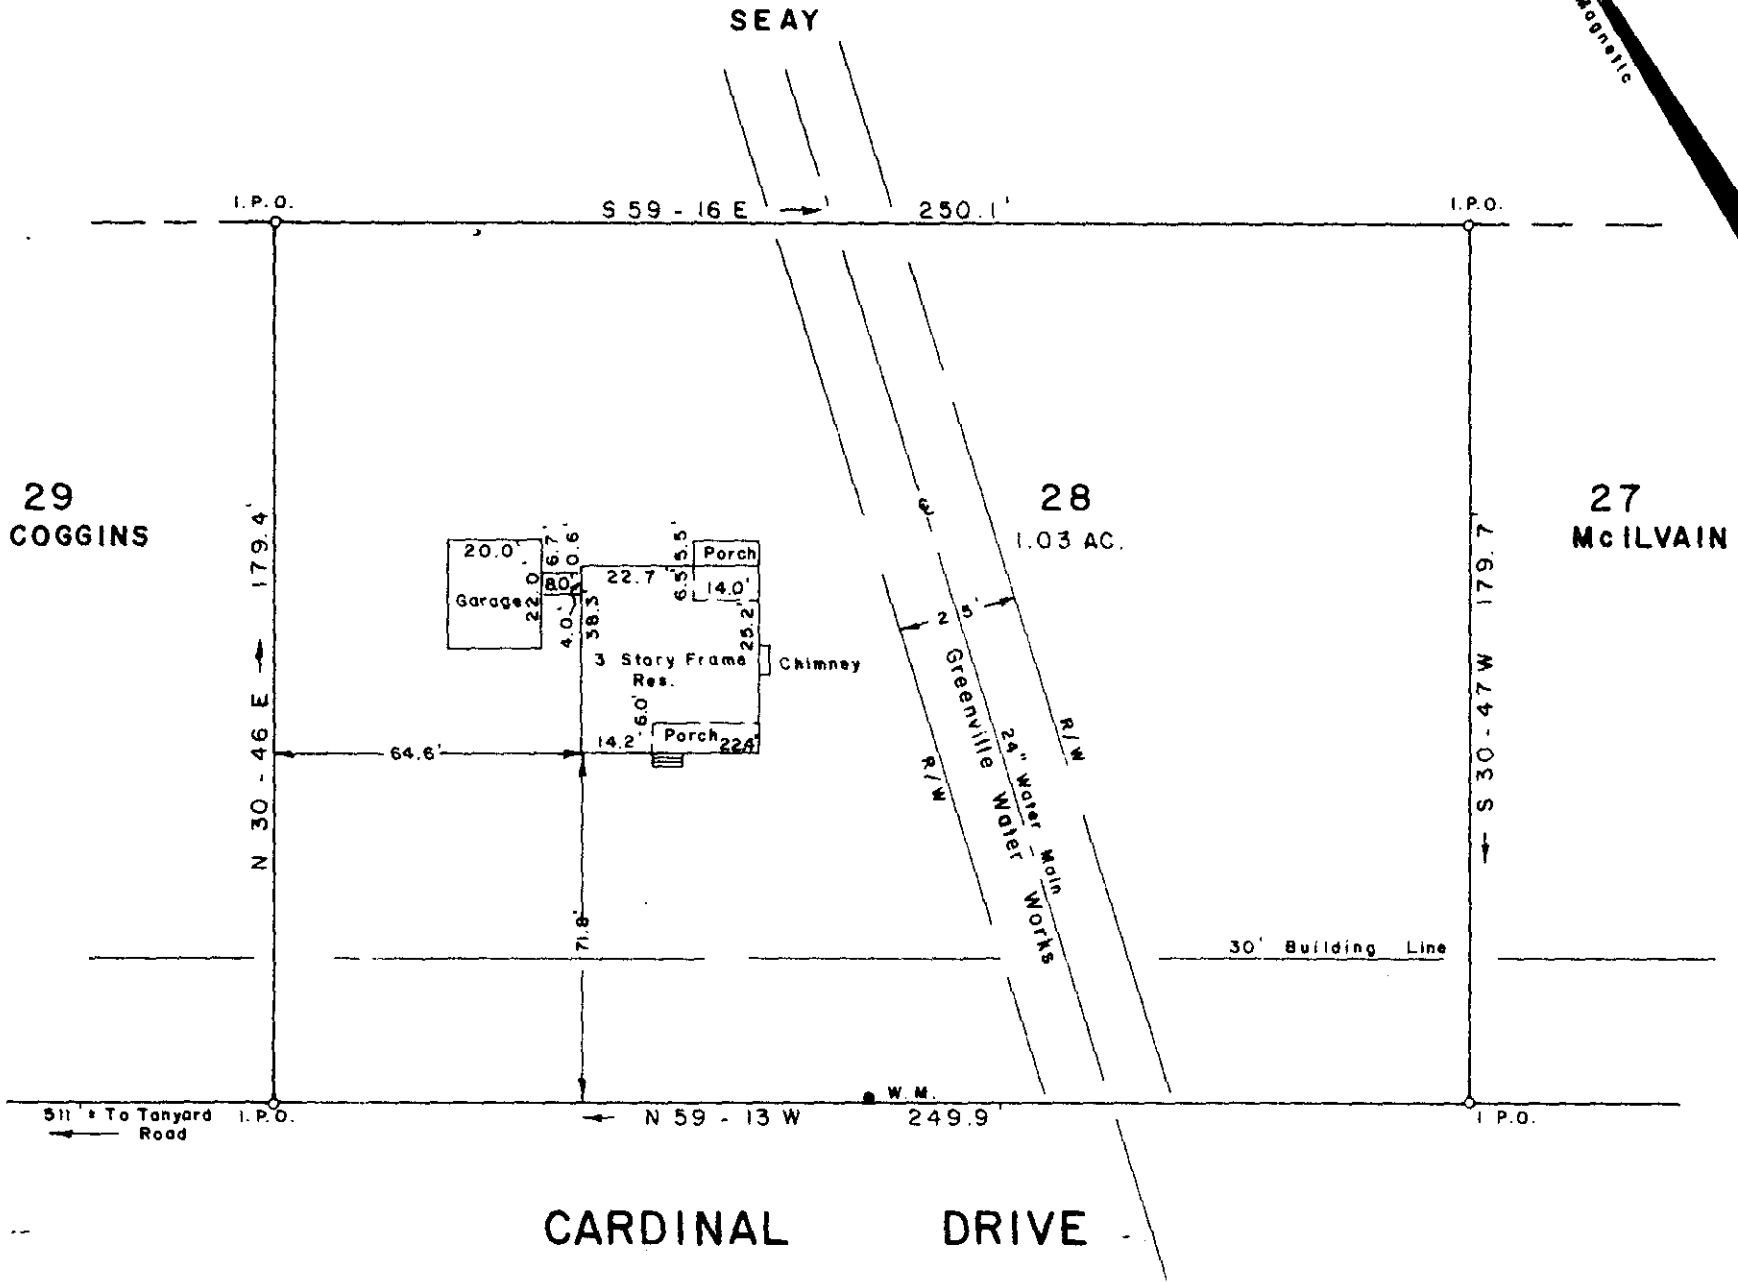 SEAY
Magnetic
I.P.O.
S 59 - 16 E
250.1'
I.P.O.
29
COGGINS
N 30 - 46 E
179.4'
28
1.03 AC.
27
McILVAIN
S 30 - 47 W
179.7'
20.0'
22.0'
Garage
6.7'
8.0'
4.0'
38.3'
22.7'
5.5'
6.5'
Porch
14.0'
25.2'
3 Story Frame
Res.
Chimney
6.0'
14.2'
Porch
22.4'
64.6'
71.8'
25'
R/W
R/W
Greenville Water Works
24" Water Main
30' Building Line
511'± To Tanyard
Road
I.P.O.
N 59 - 13 W
W.M.
249.9'
I P.O.
CARDINAL DRIVE